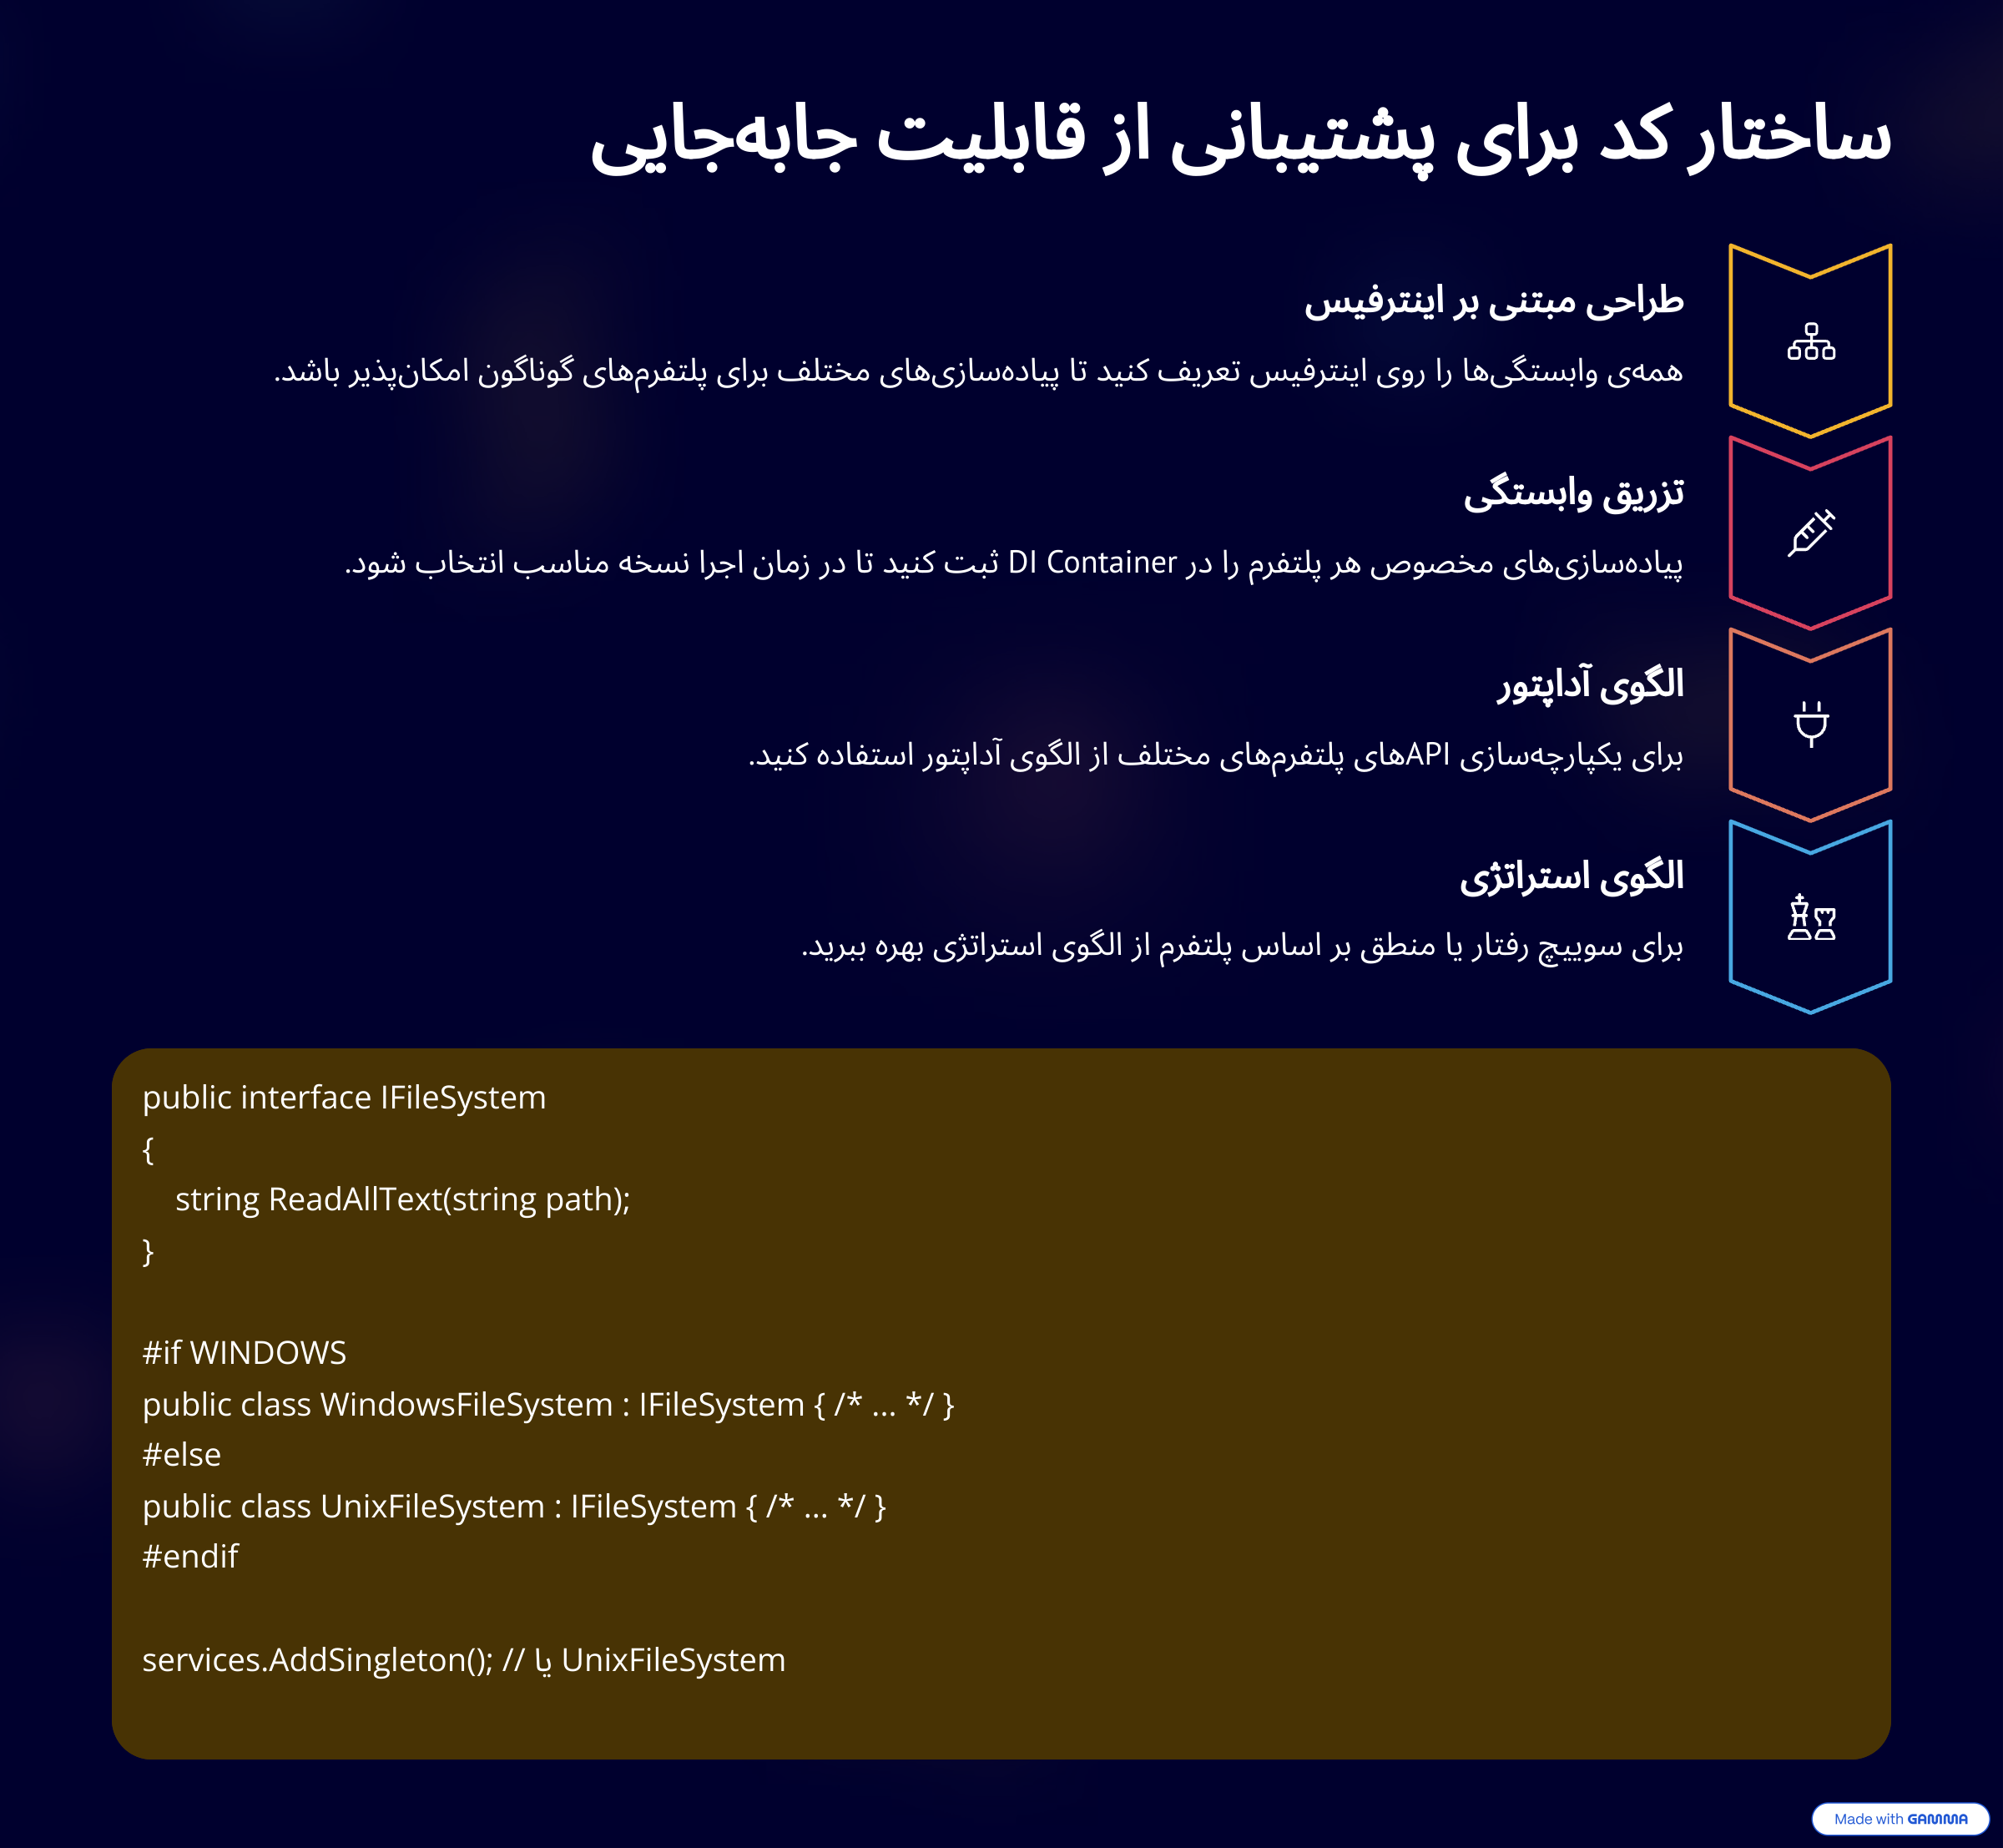 ساختار کد برای پشتیبانی از قابلیت جابه‌جایی
طراحی مبتنی بر اینترفیس
همه‌ی وابستگی‌ها را روی اینترفیس تعریف کنید تا پیاده‌سازی‌های مختلف برای پلتفرم‌های گوناگون امکان‌پذیر باشد.
تزریق وابستگی
پیاده‌سازی‌های مخصوص هر پلتفرم را در DI Container ثبت کنید تا در زمان اجرا نسخه مناسب انتخاب شود.
الگوی آداپتور
برای یکپارچه‌سازی APIهای پلتفرم‌های مختلف از الگوی آداپتور استفاده کنید.
الگوی استراتژی
برای سوییچ رفتار یا منطق بر اساس پلتفرم از الگوی استراتژی بهره ببرید.
public interface IFileSystem
{
    string ReadAllText(string path);
}
#if WINDOWS
public class WindowsFileSystem : IFileSystem { /* ... */ }
#else
public class UnixFileSystem : IFileSystem { /* ... */ }
#endif
services.AddSingleton(); // یا UnixFileSystem
Made with GAMMA